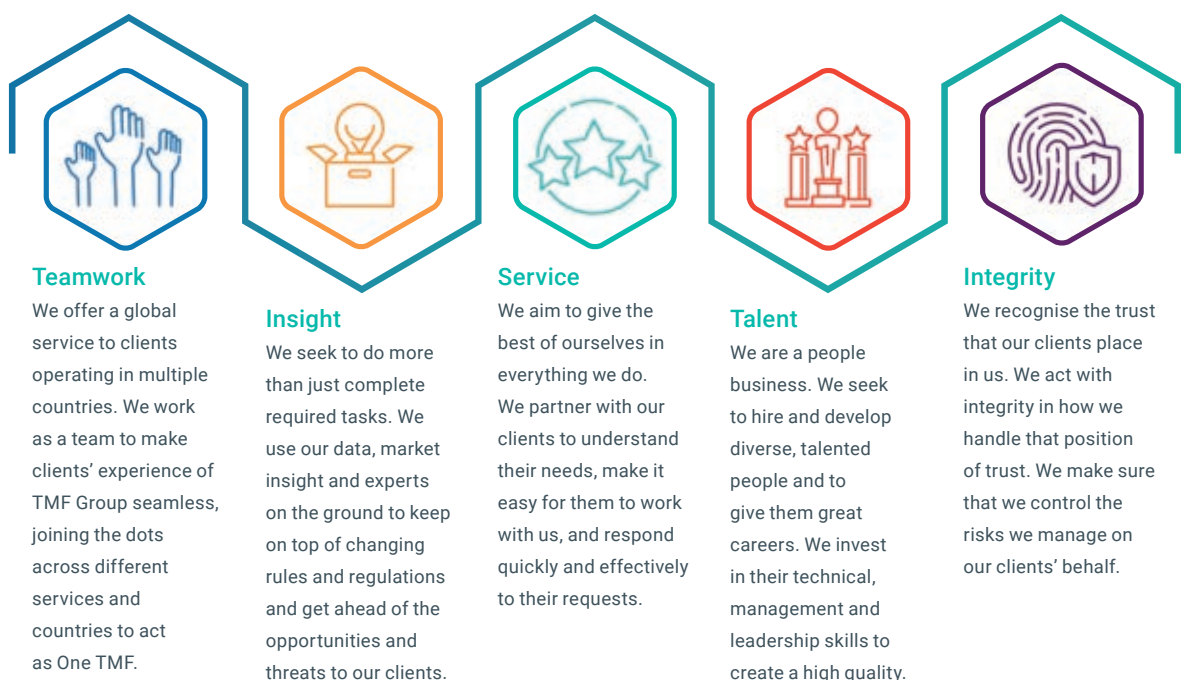 Teamwork
We offer a global
service to clients
operating in multiple
countries. We work
as a team to make
clients’ experience of
TMF Group seamless,
joining the dots
across different
services and
countries to act
as One TMF.
Insight
We seek to do more
than just complete
required tasks. We
use our data, market
insight and experts
on the ground to keep
on top of changing
rules and regulations
and get ahead of the
opportunities and
threats to our clients.
Service
We aim to give the
best of ourselves in
everything we do.
We partner with our
clients to understand
their needs, make it
easy for them to work
with us, and respond
quickly and effectively
to their requests.
Talent
We are a people
business. We seek
to hire and develop
diverse, talented
people and to
give them great
careers. We invest
in their technical,
management and
leadership skills to
create a high quality.
Integrity
We recognise the trust
that our clients place
in us. We act with
integrity in how we
handle that position
of trust. We make sure
that we control the
risks we manage on
our clients’ behalf.